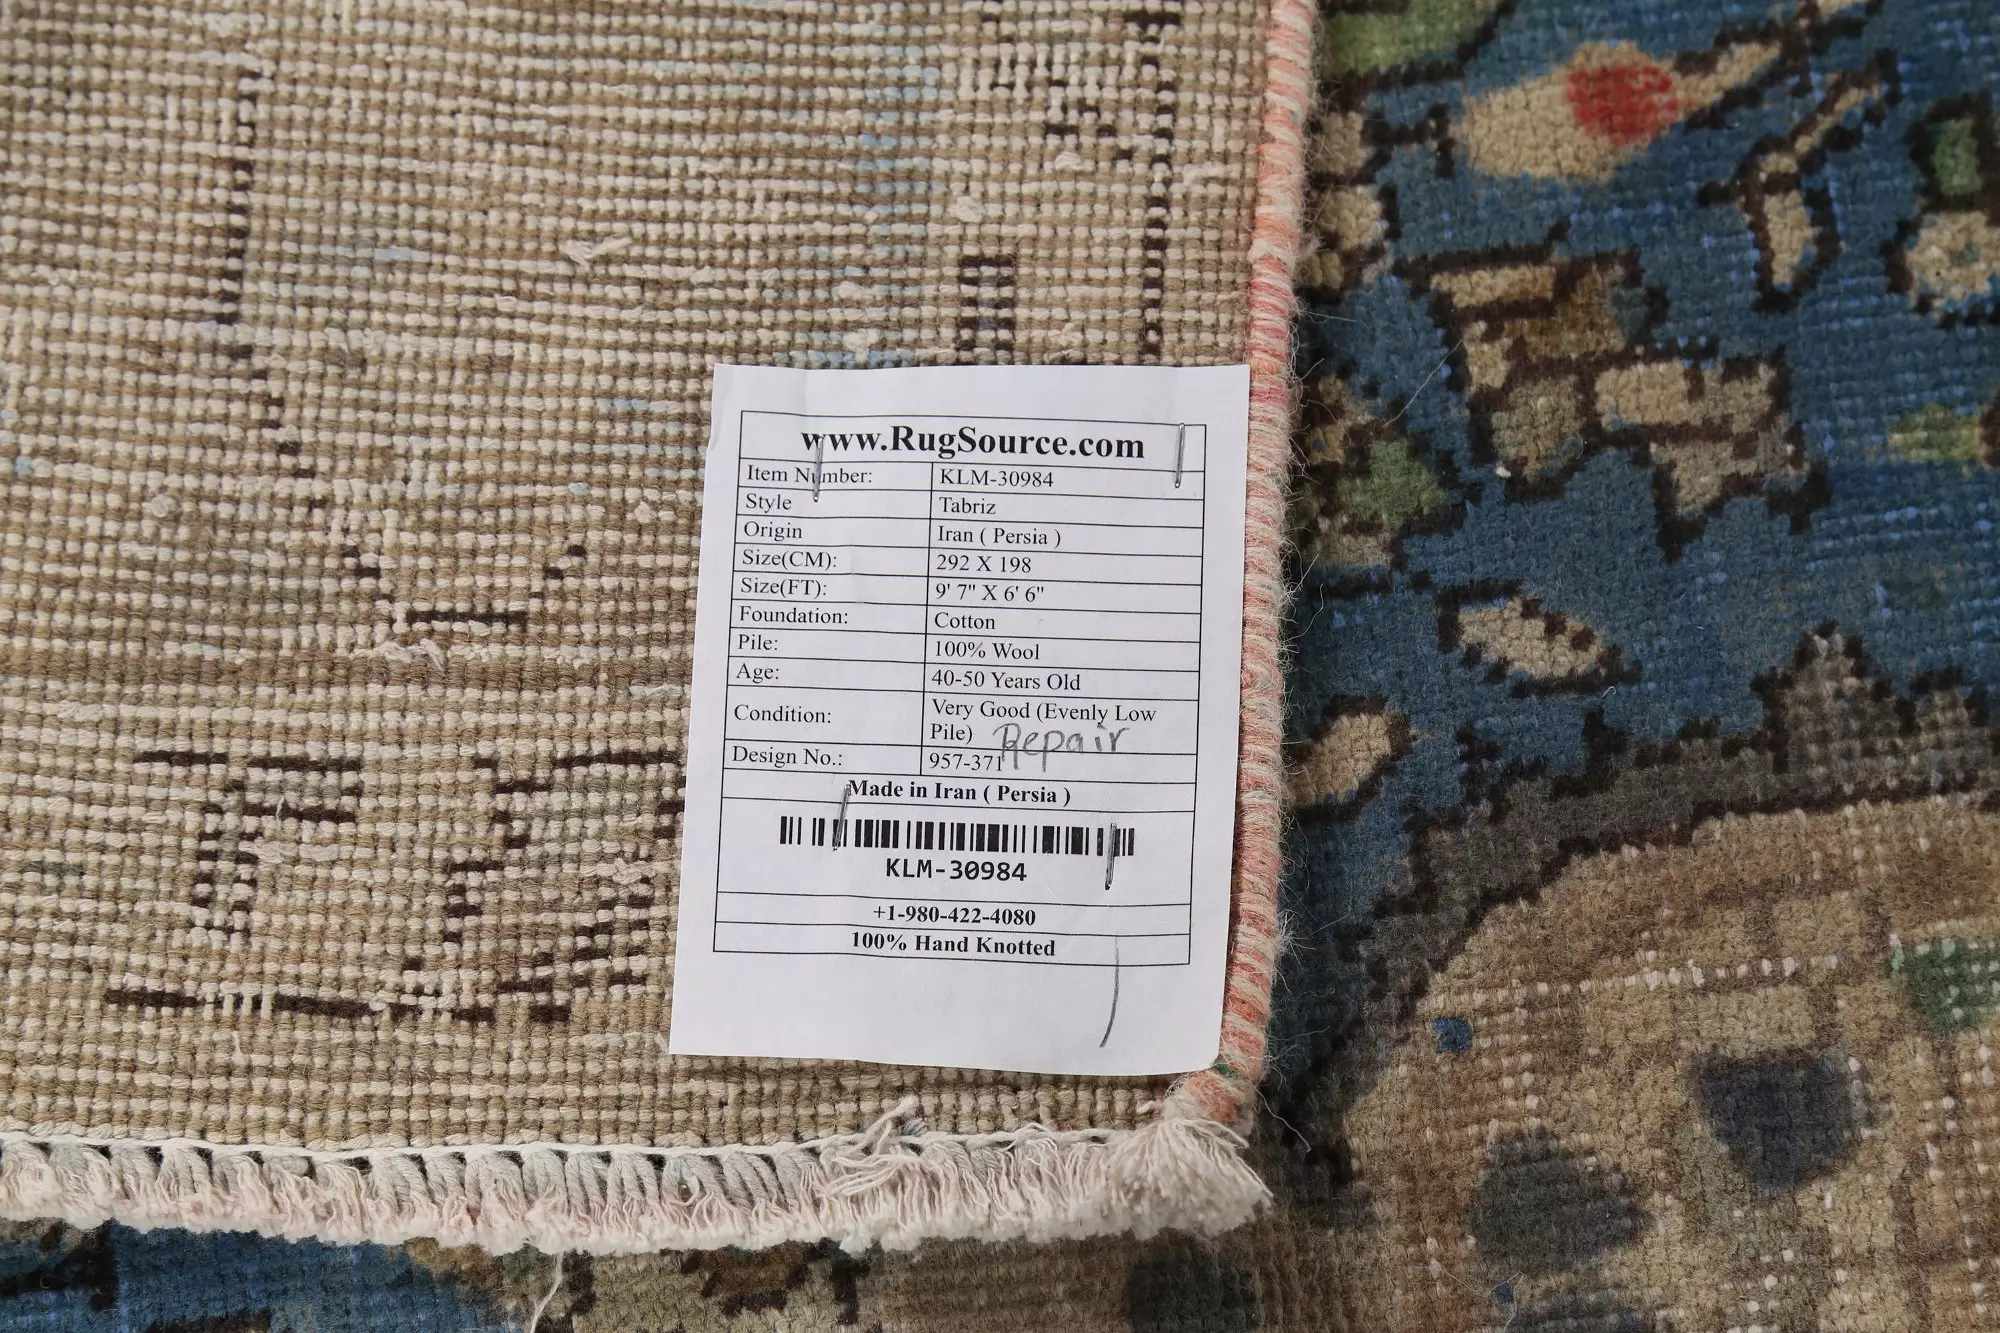 www.RugSource.com
Item Number: KLM-30984
Style Tabriz
Origin Iran ( Persia )
Size(CM): 292 X 198
Size(FT): 9' 7" X 6' 6"
Foundation: Cotton
Pile: 100% Wool
Age: 40-50 Years Old
Condition: Very Good (Evenly Low
Pile) Repair
Design No.: 957-371
Made in Iran ( Persia )
KLM-30984
+1-980-422-4080
100% Hand Knotted